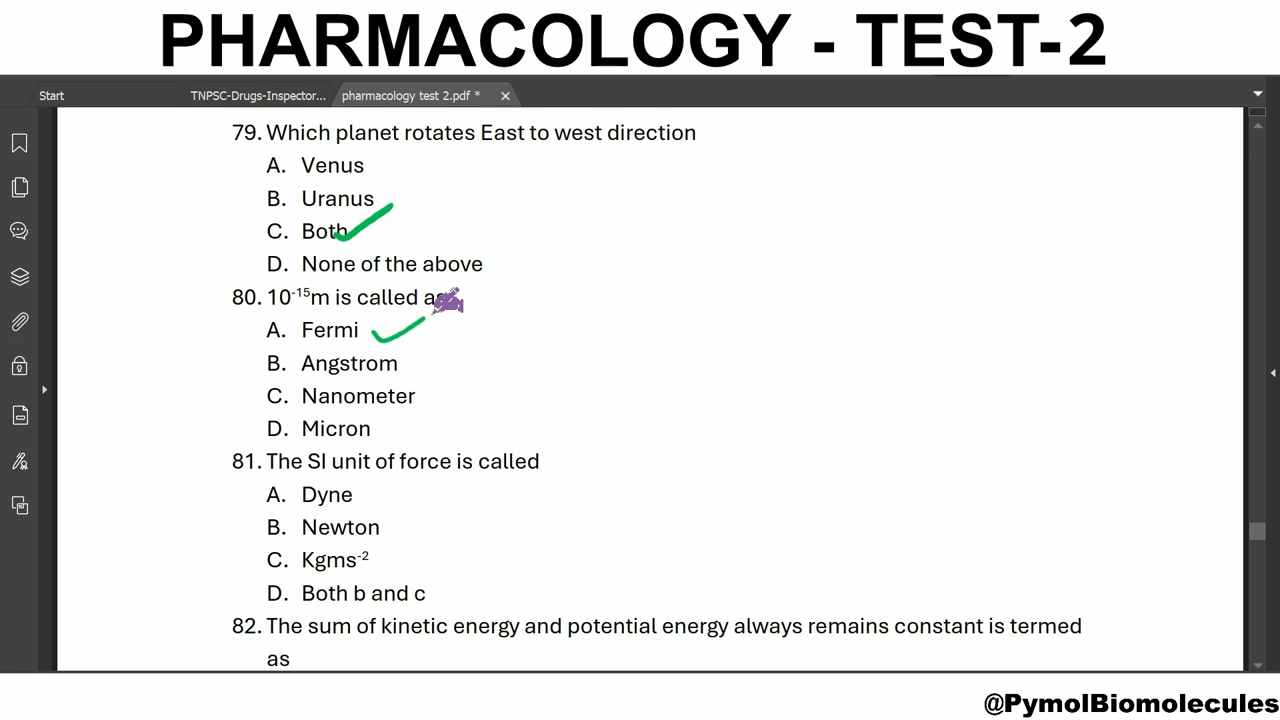 PHARMACOLOGY - TEST-2
Start TNPSC-Drugs-Inspector... pharmacology test 2.pdf *
79. Which planet rotates East to west direction
A. Venus
B. Uranus
C. Both
D. None of the above
80. 10⁻¹⁵m is called as
A. Fermi
B. Angstrom
C. Nanometer
D. Micron
81. The SI unit of force is called
A. Dyne
B. Newton
C. Kgms⁻²
D. Both b and c
82. The sum of kinetic energy and potential energy always remains constant is termed
as
@PymolBiomolecules